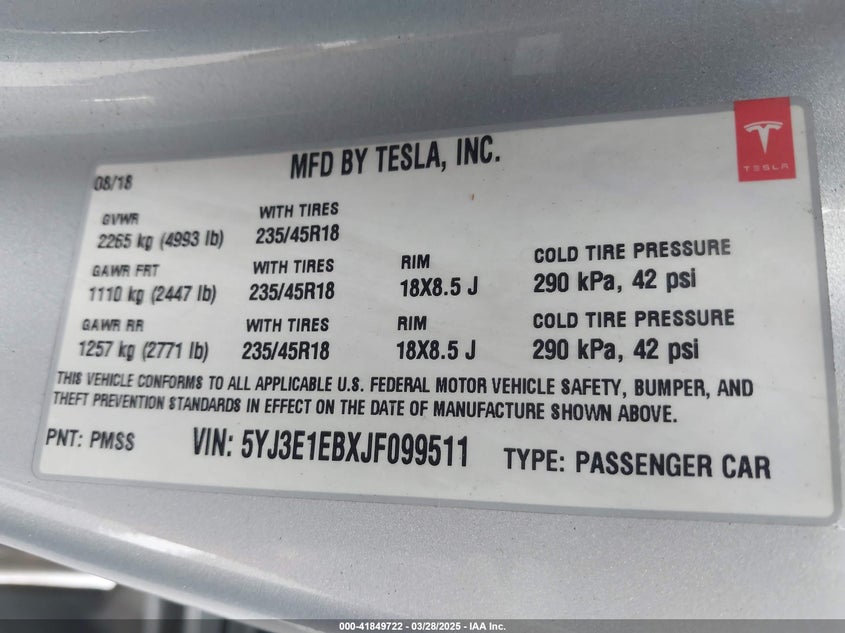 MFD BY TESLA, INC.
TESLA
08/18
GVWR WITH TIRES
2265 kg (4993 lb) 235/45R18
GAWR FRT WITH TIRES RIM COLD TIRE PRESSURE
1110 kg (2447 lb) 235/45R18 18X8.5 J 290 kPa, 42 psi
GAWR RR WITH TIRES RIM COLD TIRE PRESSURE
1257 kg (2771 lb) 235/45R18 18X8.5 J 290 kPa, 42 psi
THIS VEHICLE CONFORMS TO ALL APPLICABLE U.S. FEDERAL MOTOR VEHICLE SAFETY, BUMPER, AND
THEFT PREVENTION STANDARDS IN EFFECT ON THE DATE OF MANUFACTURE SHOWN ABOVE.
PNT: PMSS VIN: 5YJ3E1EBXJF099511 TYPE: PASSENGER CAR
000-41849722 — 03/28/2025 — IAA Inc.